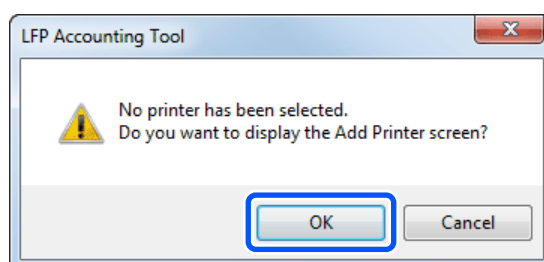 LFP Accounting Tool
No printer has been selected.
Do you want to display the Add Printer screen?
OK
Cancel